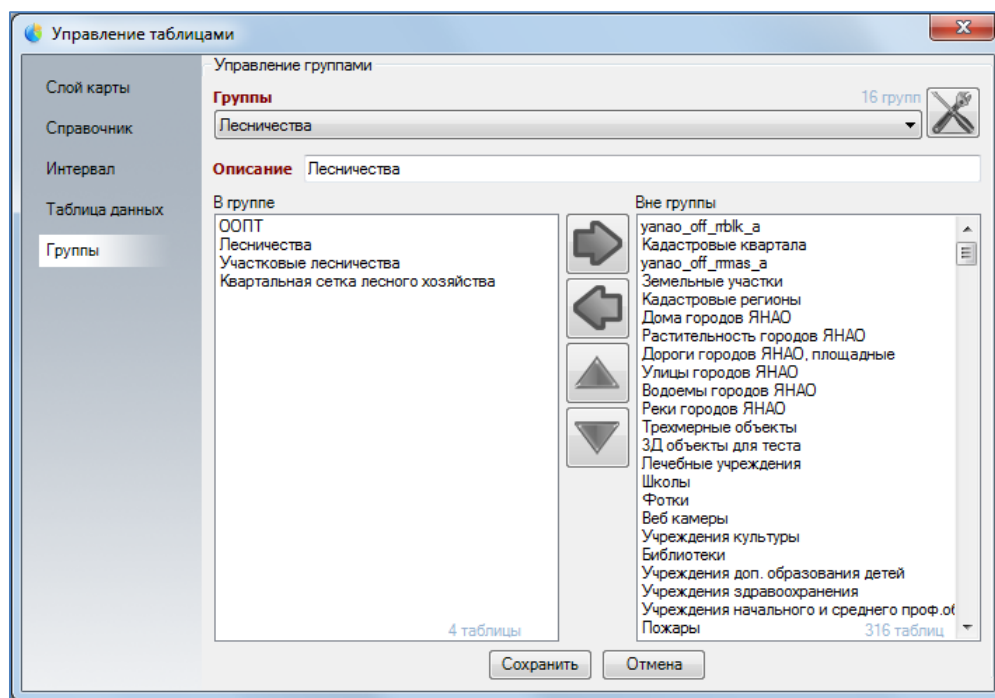 Управление таблицами
Слой карты
Справочник
Интервал
Таблица данных
Группы
Управление группами
Группы
16 групп
Лесничества
Описание
Лесничества
В группе
ООПТ
Лесничества
Участковые лесничества
Квартальная сетка лесного хозяйства
4 таблицы
Вне группы
yanao_off_rrblk_a
Кадастровые квартала
yanao_off_rrmas_a
Земельные участки
Кадастровые регионы
Дома городов ЯНАО
Растительность городов ЯНАО
Дороги городов ЯНАО, площадные
Улицы городов ЯНАО
Водоемы городов ЯНАО
Реки городов ЯНАО
Трехмерные объекты
3Д объекты для теста
Лечебные учреждения
Школы
Фотки
Веб камеры
Учреждения культуры
Библиотеки
Учреждения доп. образования детей
Учреждения здравоохранения
Учреждения начального и среднего проф.об
Пожары
316 таблиц
Сохранить
Отмена